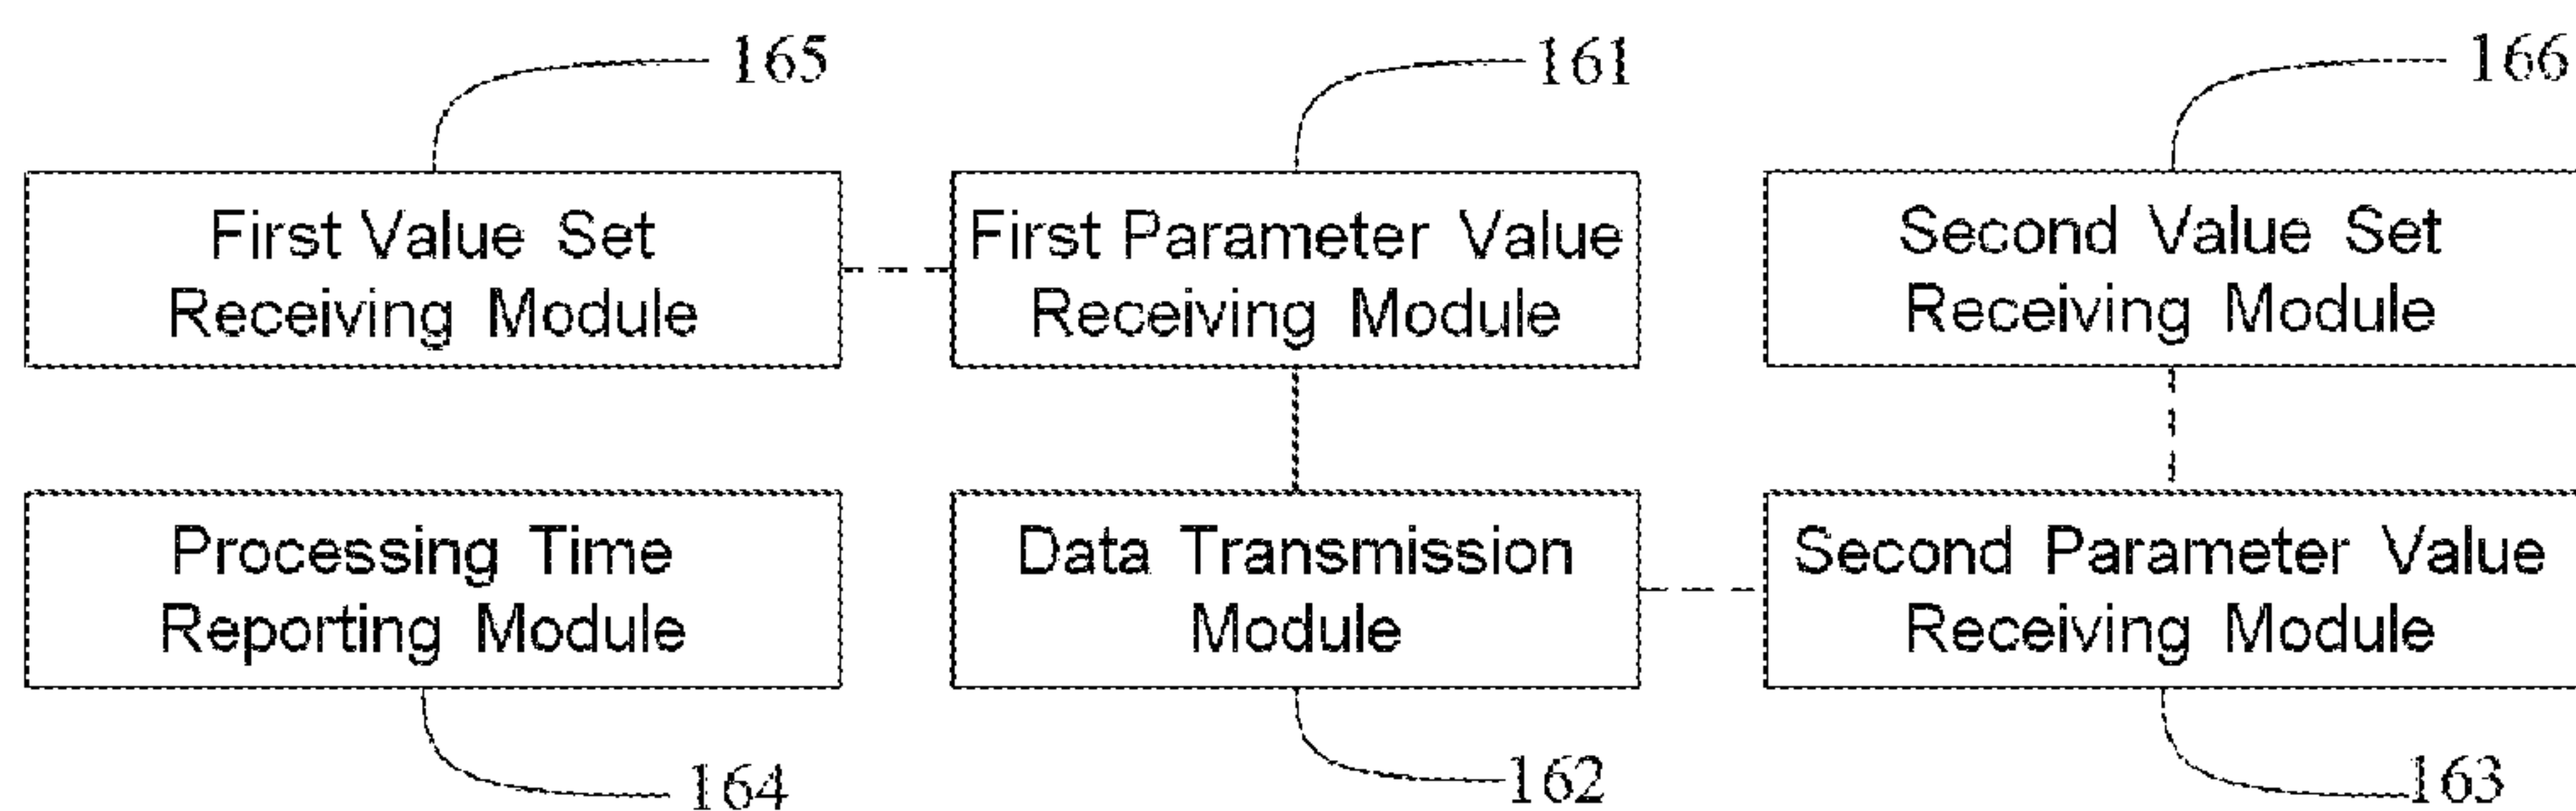 165
161
166
First Value Set
Receiving Module
First Parameter Value
Receiving Module
Second Value Set
Receiving Module
Processing Time
Reporting Module
Data Transmission
Module
Second Parameter Value
Receiving Module
164
162
163